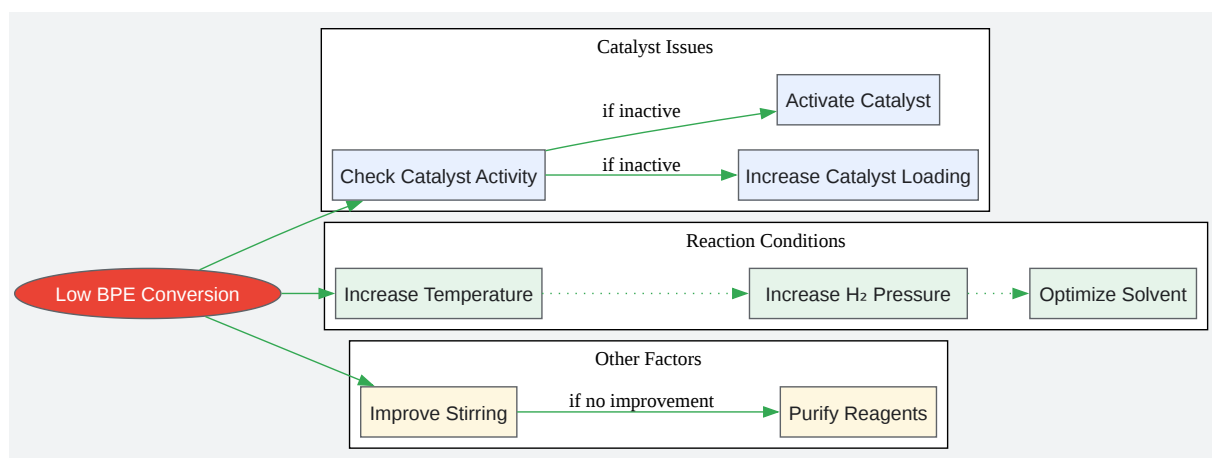 Catalyst Issues
Activate Catalyst
if inactive
if inactive
Check Catalyst Activity
Increase Catalyst Loading
Reaction Conditions
Low BPE Conversion
Increase Temperature
Increase H₂ Pressure
Optimize Solvent
Other Factors
if no improvement
Improve Stirring
Purify Reagents